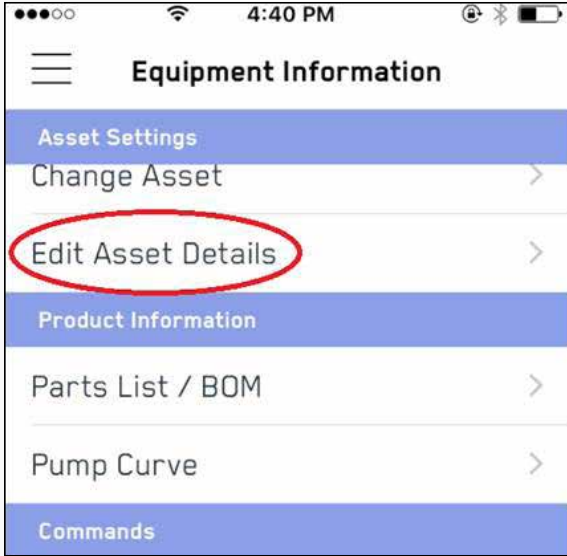 4:40 PM
Equipment Information
Asset Settings
Change Asset
Edit Asset Details
Product Information
Parts List / BOM
Pump Curve
Commands